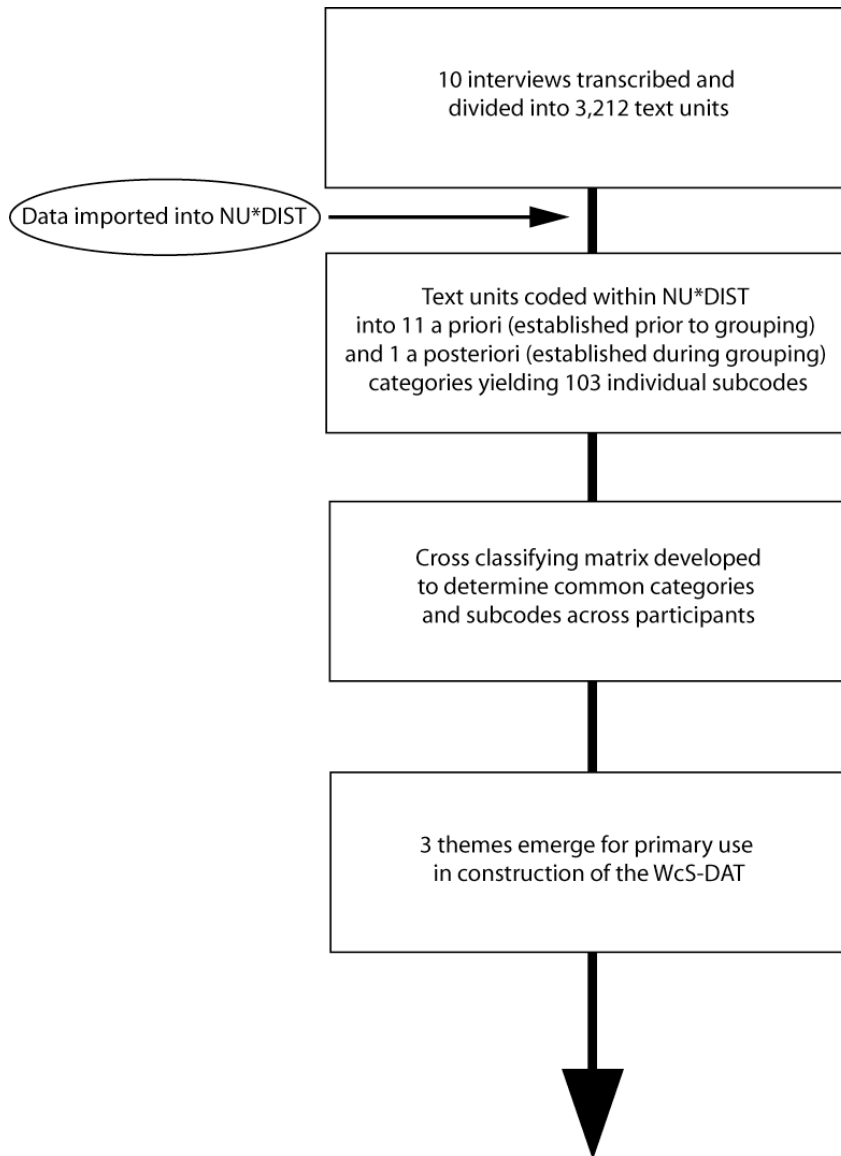 10 interviews transcribed and
divided into 3,212 text units
Data imported into NU*DIST
Text units coded within NU*DIST
into 11 a priori (established prior to grouping)
and 1 a posteriori (established during grouping)
categories yielding 103 individual subcodes
Cross classifying matrix developed
to determine common categories
and subcodes across participants
3 themes emerge for primary use
in construction of the WcS-DAT